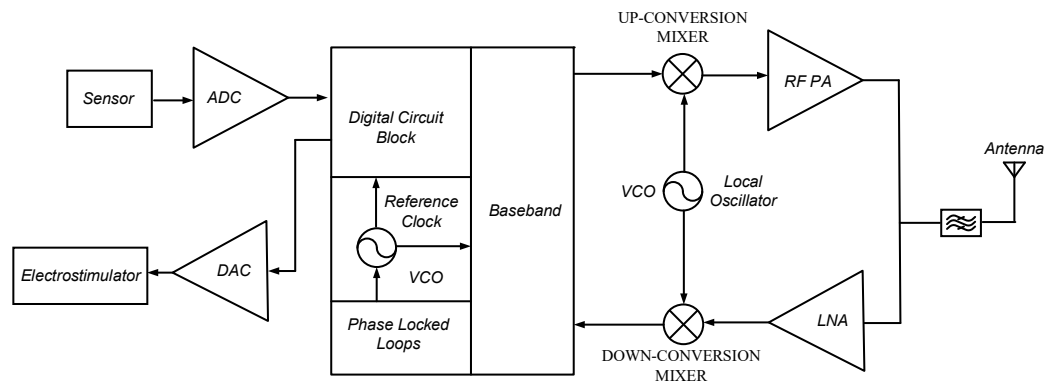 UP-CONVERSION
MIXER
Sensor
ADC
RF PA
Digital Circuit
Block
Antenna
Reference
Clock
Baseband
VCO
Local
Oscillator
Electrostimulator
DAC
VCO
Phase Locked
Loops
LNA
DOWN-CONVERSION
MIXER